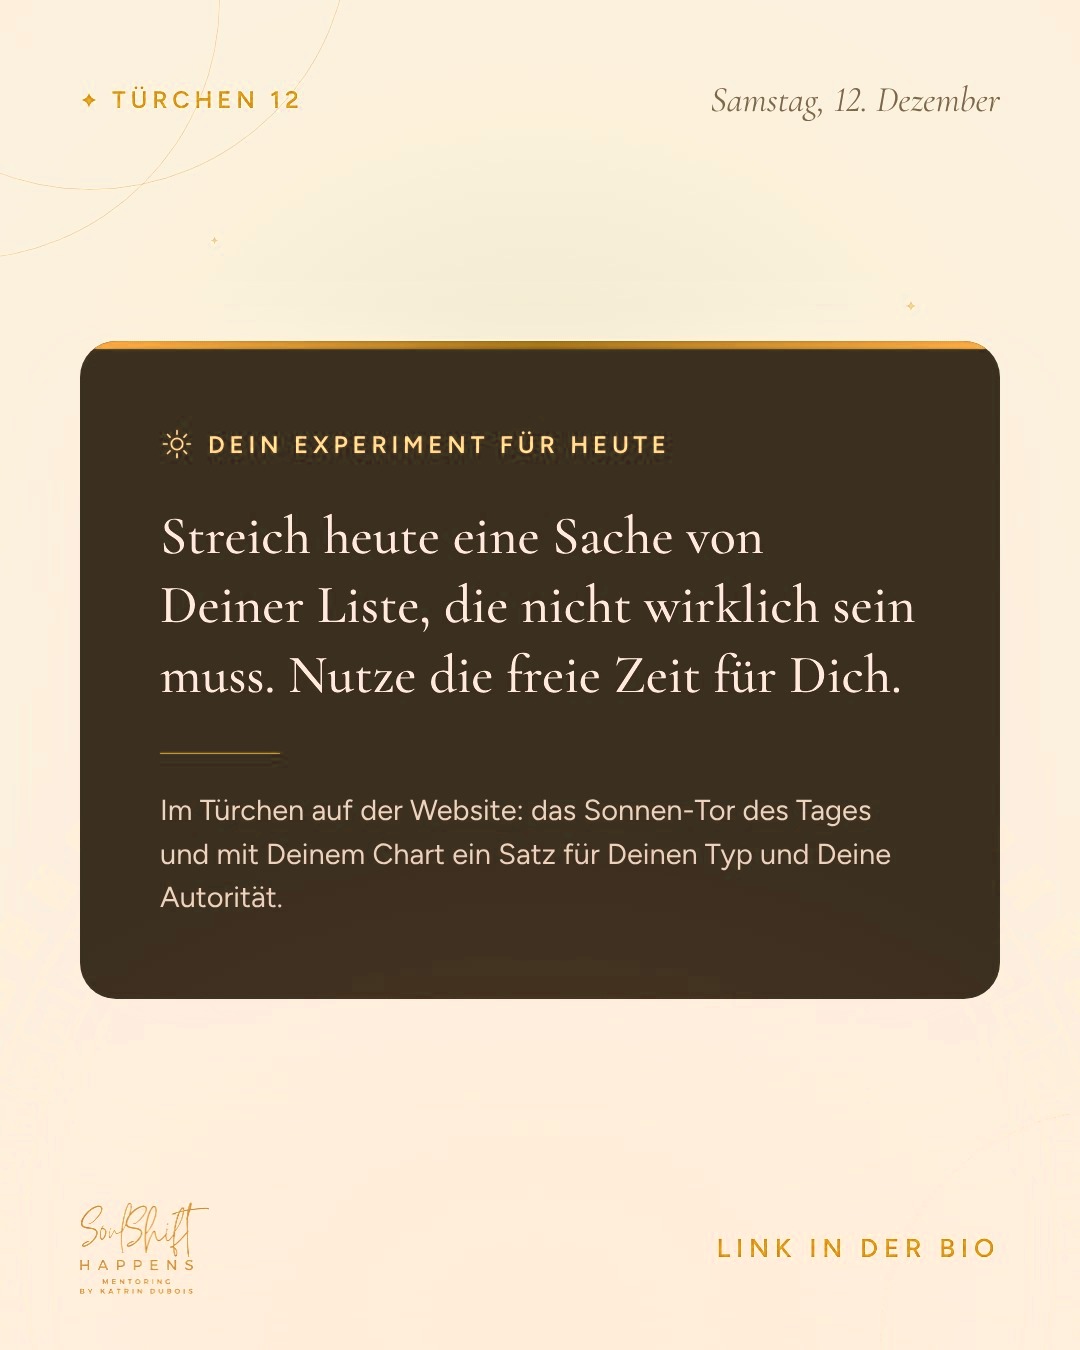 TÜRCHEN 12
Samstag, 12. Dezember
DEIN EXPERIMENT FÜR HEUTE
Streich heute eine Sache von
Deiner Liste, die nicht wirklich sein
muss. Nutze die freie Zeit für Dich.
Im Türchen auf der Website: das Sonnen-Tor des Tages
und mit Deinem Chart ein Satz für Deinen Typ und Deine
Autorität.
SoulShift
HAPPENS
MENTORING
BY KATRIN DUBOIS
LINK IN DER BIO